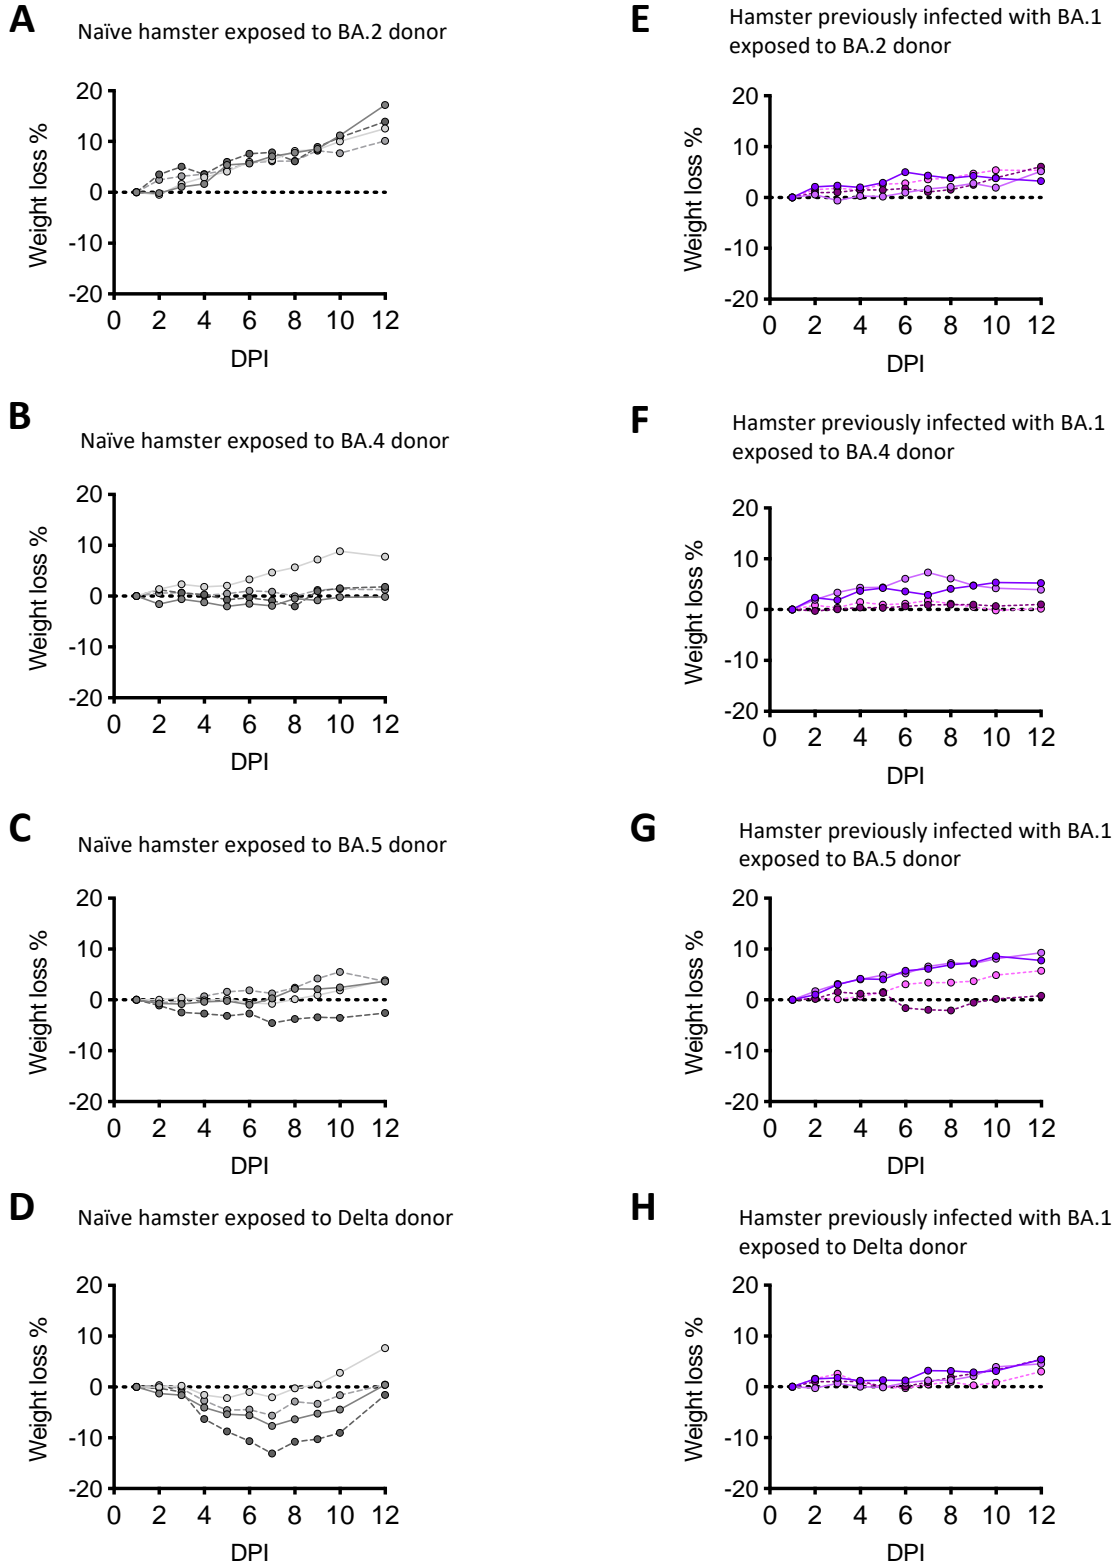 A
Naïve hamster exposed to BA.2 donor
20
10
0
-10
-20
Weight loss %
0 2 4 6 8 10 12
DPI
E
Hamster previously infected with BA.1
exposed to BA.2 donor
20
10
0
-10
-20
Weight loss %
0 2 4 6 8 10 12
DPI
B
Naïve hamster exposed to BA.4 donor
20
10
0
-10
-20
Weight loss %
0 2 4 6 8 10 12
DPI
F
Hamster previously infected with BA.1
exposed to BA.4 donor
20
10
0
-10
-20
Weight loss %
0 2 4 6 8 10 12
DPI
C
Naïve hamster exposed to BA.5 donor
20
10
0
-10
-20
Weight loss %
0 2 4 6 8 10 12
DPI
G
Hamster previously infected with BA.1
exposed to BA.5 donor
20
10
0
-10
-20
Weight loss %
0 2 4 6 8 10 12
DPI
D
Naïve hamster exposed to Delta donor
20
10
0
-10
-20
Weight loss %
0 2 4 6 8 10 12
DPI
H
Hamster previously infected with BA.1
exposed to Delta donor
20
10
0
-10
-20
Weight loss %
0 2 4 6 8 10 12
DPI